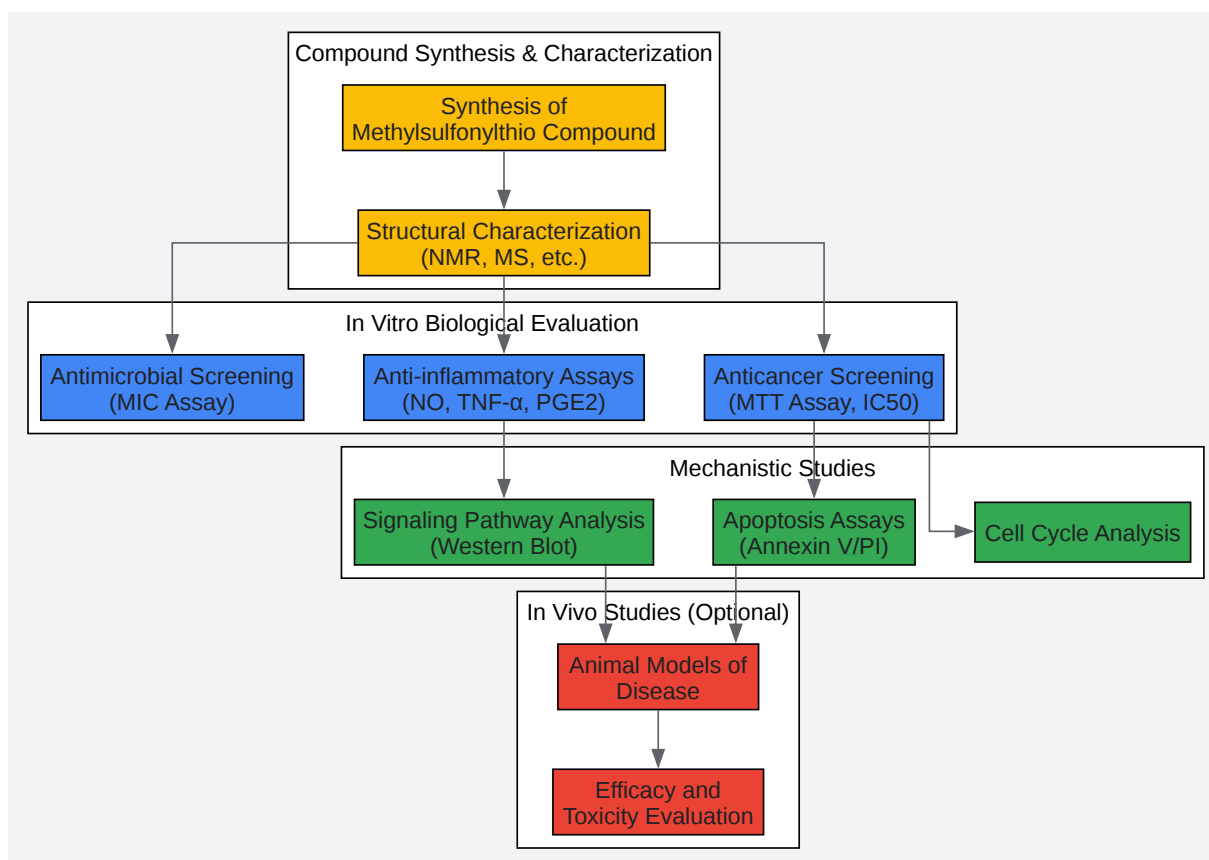 Compound Synthesis & Characterization
Synthesis of
Methylsulfonylthio Compound
Structural Characterization
(NMR, MS, etc.)
In Vitro Biological Evaluation
Antimicrobial Screening
(MIC Assay)
Anti-inflammatory Assays
(NO, TNF-α, PGE2)
Anticancer Screening
(MTT Assay, IC50)
Mechanistic Studies
Signaling Pathway Analysis
(Western Blot)
Apoptosis Assays
(Annexin V/PI)
Cell Cycle Analysis
In Vivo Studies (Optional)
Animal Models of
Disease
Efficacy and
Toxicity Evaluation